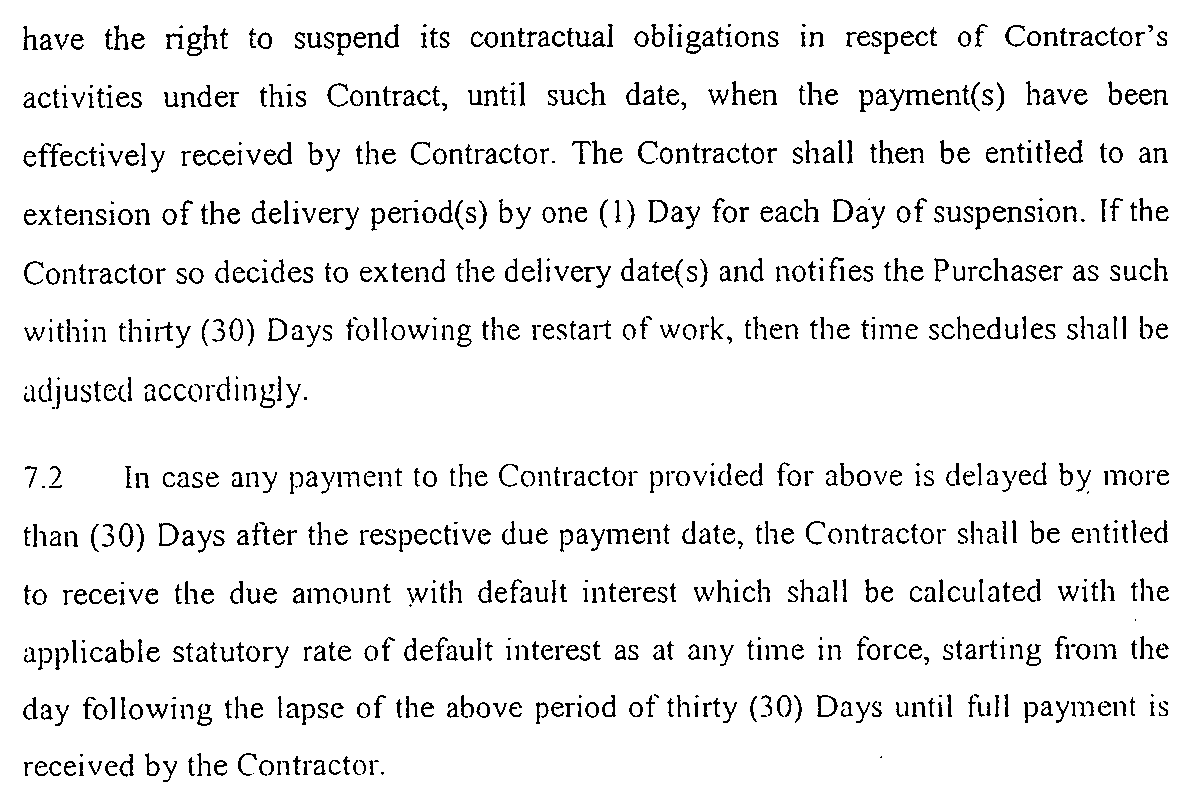 have the right to suspend its contractual obligations in respect of Contractor's
activities under this Contract, until such date, when the payment(s) have been
effectively received by the Contractor. The Contractor shall then be entitled to an
extension of the delivery period(s) by one (1) Day for each Day of suspension. If the
Contractor so decides to extend the delivery date(s) and notifies the Purchaser as such
within thirty (30) Days following the restart of work, then the time schedules shall be
adjusted accordingly.
7.2 In case any payment to the Contractor provided for above is delayed by more
than (30) Days after the respective due payment date, the Contractor shall be entitled
to receive the due amount with default interest which shall be calculated with the
applicable statutory rate of default interest as at any time in force, starting from the
day following the lapse of the above period of thirty (30) Days until full payment is
received by the Contractor.